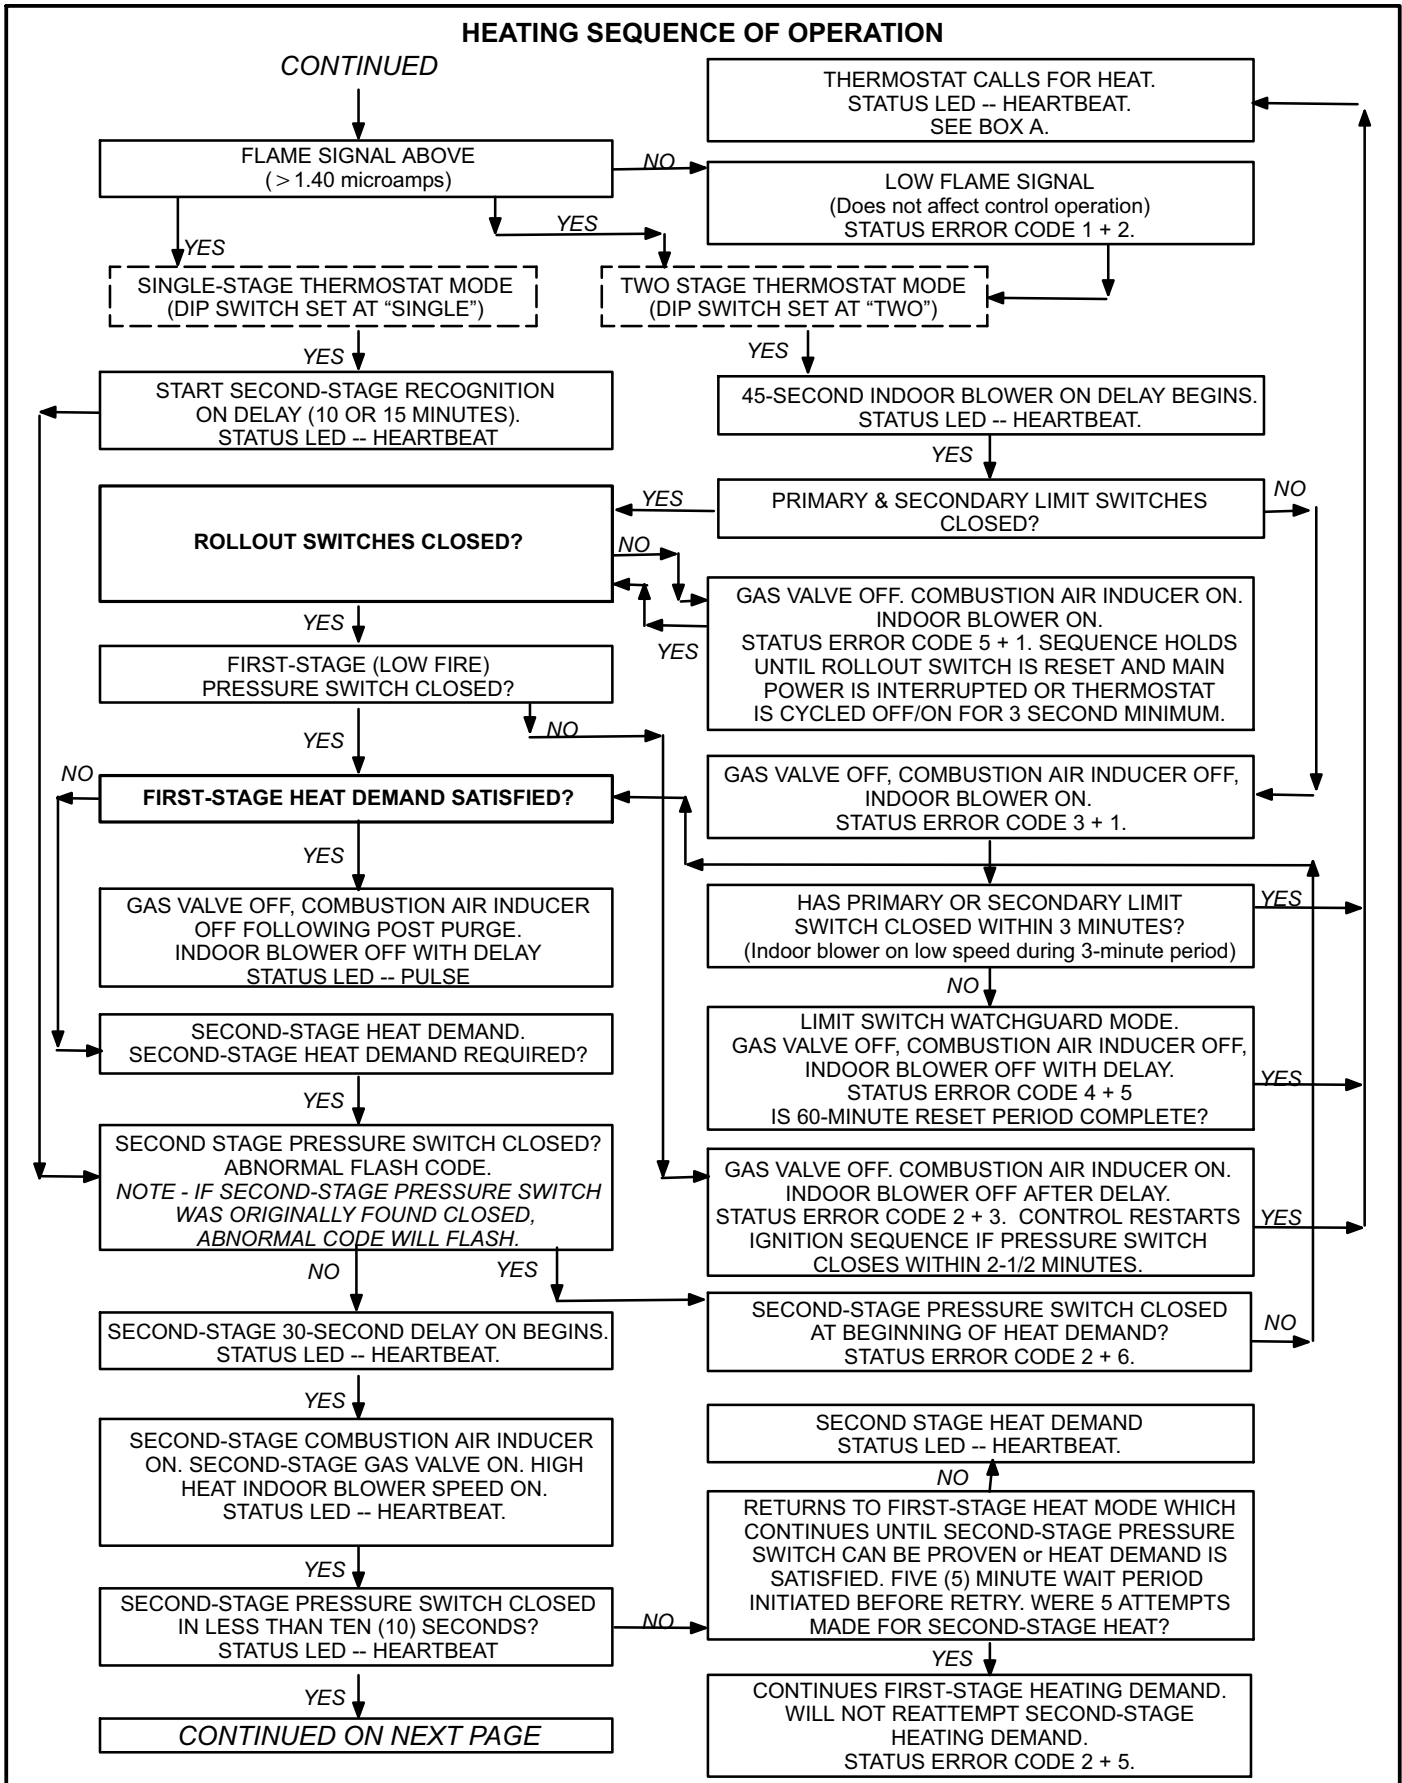 HEATING SEQUENCE OF OPERATION
CONTINUED
THERMOSTAT CALLS FOR HEAT.
STATUS LED -- HEARTBEAT.
SEE BOX A.
FLAME SIGNAL ABOVE
(>1.40 microamps)
NO
LOW FLAME SIGNAL
(Does not affect control operation)
STATUS ERROR CODE 1 + 2.
YES
YES
SINGLE-STAGE THERMOSTAT MODE
(DIP SWITCH SET AT “SINGLE”)
TWO STAGE THERMOSTAT MODE
(DIP SWITCH SET AT “TWO”)
YES
YES
START SECOND-STAGE RECOGNITION
ON DELAY (10 OR 15 MINUTES).
STATUS LED -- HEARTBEAT
45-SECOND INDOOR BLOWER ON DELAY BEGINS.
STATUS LED -- HEARTBEAT.
YES
PRIMARY & SECONDARY LIMIT SWITCHES
CLOSED?
YES
NO
ROLLOUT SWITCHES CLOSED?
NO
YES
GAS VALVE OFF. COMBUSTION AIR INDUCER ON.
INDOOR BLOWER ON.
STATUS ERROR CODE 5 + 1. SEQUENCE HOLDS
UNTIL ROLLOUT SWITCH IS RESET AND MAIN
POWER IS INTERRUPTED OR THERMOSTAT
IS CYCLED OFF/ON FOR 3 SECOND MINIMUM.
YES
FIRST-STAGE (LOW FIRE)
PRESSURE SWITCH CLOSED?
NO
YES
GAS VALVE OFF, COMBUSTION AIR INDUCER OFF,
INDOOR BLOWER ON.
STATUS ERROR CODE 3 + 1.
NO
FIRST-STAGE HEAT DEMAND SATISFIED?
YES
GAS VALVE OFF, COMBUSTION AIR INDUCER
OFF FOLLOWING POST PURGE.
INDOOR BLOWER OFF WITH DELAY
STATUS LED -- PULSE
HAS PRIMARY OR SECONDARY LIMIT
SWITCH CLOSED WITHIN 3 MINUTES?
(Indoor blower on low speed during 3-minute period)
YES
NO
SECOND-STAGE HEAT DEMAND.
SECOND-STAGE HEAT DEMAND REQUIRED?
LIMIT SWITCH WATCHGUARD MODE.
GAS VALVE OFF, COMBUSTION AIR INDUCER OFF,
INDOOR BLOWER OFF WITH DELAY.
STATUS ERROR CODE 4 + 5
IS 60-MINUTE RESET PERIOD COMPLETE?
YES
YES
SECOND STAGE PRESSURE SWITCH CLOSED?
ABNORMAL FLASH CODE.
NOTE - IF SECOND-STAGE PRESSURE SWITCH
WAS ORIGINALLY FOUND CLOSED,
ABNORMAL CODE WILL FLASH.
GAS VALVE OFF. COMBUSTION AIR INDUCER ON.
INDOOR BLOWER OFF AFTER DELAY.
STATUS ERROR CODE 2 + 3. CONTROL RESTARTS
IGNITION SEQUENCE IF PRESSURE SWITCH
CLOSES WITHIN 2-1/2 MINUTES.
YES
NO
YES
SECOND-STAGE PRESSURE SWITCH CLOSED
AT BEGINNING OF HEAT DEMAND?
STATUS ERROR CODE 2 + 6.
NO
SECOND-STAGE 30-SECOND DELAY ON BEGINS.
STATUS LED -- HEARTBEAT.
YES
SECOND-STAGE COMBUSTION AIR INDUCER
ON. SECOND-STAGE GAS VALVE ON. HIGH
HEAT INDOOR BLOWER SPEED ON.
STATUS LED -- HEARTBEAT.
SECOND STAGE HEAT DEMAND
STATUS LED -- HEARTBEAT.
NO
RETURNS TO FIRST-STAGE HEAT MODE WHICH
CONTINUES UNTIL SECOND-STAGE PRESSURE
SWITCH CAN BE PROVEN or HEAT DEMAND IS
SATISFIED. FIVE (5) MINUTE WAIT PERIOD
INITIATED BEFORE RETRY. WERE 5 ATTEMPTS
MADE FOR SECOND-STAGE HEAT?
YES
SECOND-STAGE PRESSURE SWITCH CLOSED
IN LESS THAN TEN (10) SECONDS?
STATUS LED -- HEARTBEAT
NO
YES
YES
CONTINUES FIRST-STAGE HEATING DEMAND.
WILL NOT REATTEMPT SECOND-STAGE
HEATING DEMAND.
STATUS ERROR CODE 2 + 5.
CONTINUED ON NEXT PAGE